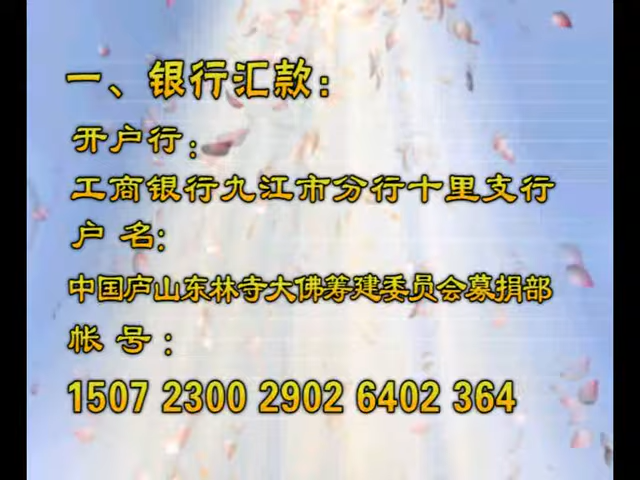 一、银行汇款：
开户行：
工商银行九江市分行十里支行
户 名：
中国庐山东林寺大佛筹建委员会募捐部
帐 号：
1507 2300 2902 6402 364